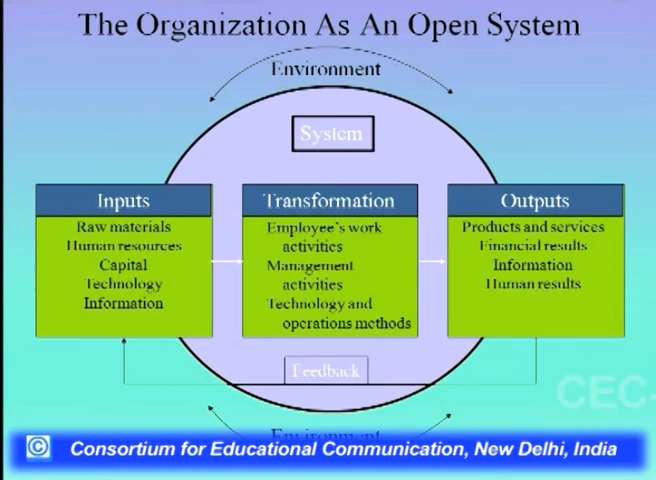 The Organization As An Open System
Environment
System
Inputs
Raw materials
Human resources
Capital
Technology
Information
Transformation
Employee's work
activities
Management
activities
Technology and
operations methods
Outputs
Products and services
Financial results
Information
Human results
Feedback
CEC-
Environment
© Consortium for Educational Communication, New Delhi, India